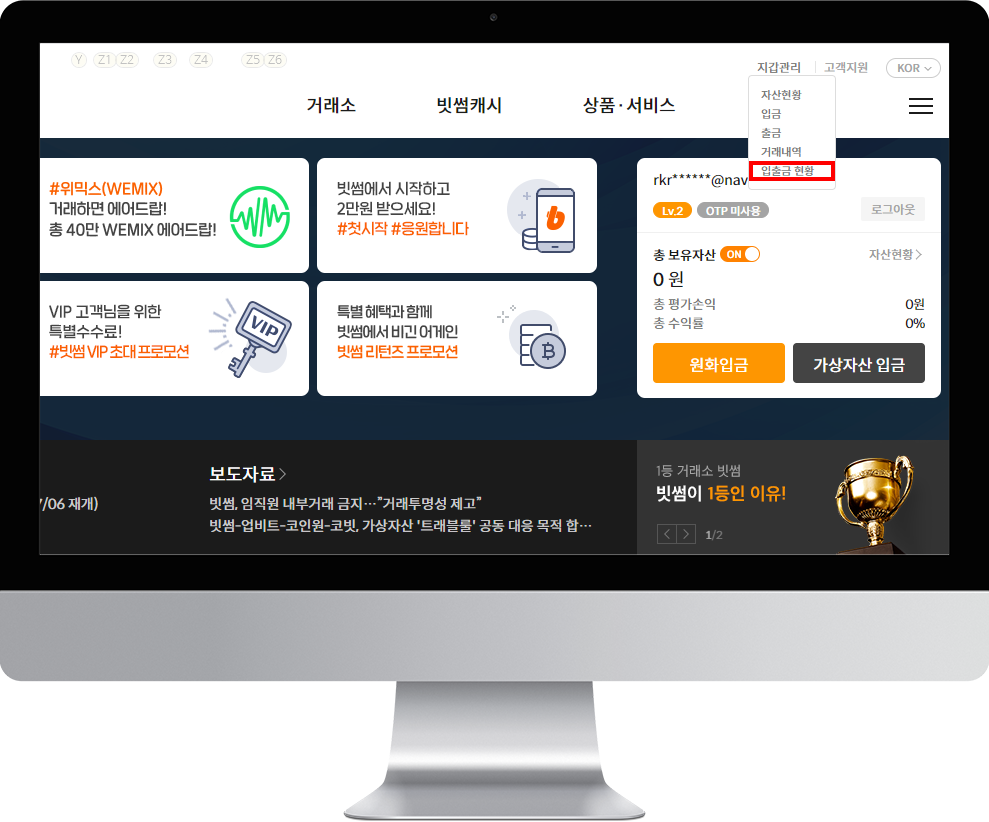 Y Z1 Z2 Z3 Z4 Z5 Z6
지갑관리 고객지원 KOR
거래소 빗썸캐시 상품·서비스
자산현황
입금
출금
거래내역
입출금 현황
#위믹스(WEMIX)
거래하면 에어드랍!
총 40만 WEMIX 에어드랍!
빗썸에서 시작하고
2만원 받으세요!
#첫시작 #응원합니다
VIP 고객님을 위한
특별수수료!
#빗썸 VIP 초대 프로모션
VIP
특별 혜택과 함께
빗썸에서 비긴 어게인
빗썸 리턴즈 프로모션
rkr******@nav
Lv.2 OTP 미사용 로그아웃
총 보유자산 ON 자산현황
0 원
총 평가손익 0원
총 수익률 0%
원화입금 가상자산 입금
/06 재개)
보도자료
빗썸, 임직원 내부거래 금지…"거래투명성 제고"
빗썸-업비트-코인원-코빗, 가상자산 '트래블룰' 공동 대응 목적 합…
1등 거래소 빗썸
빗썸이 1등인 이유!
1/2